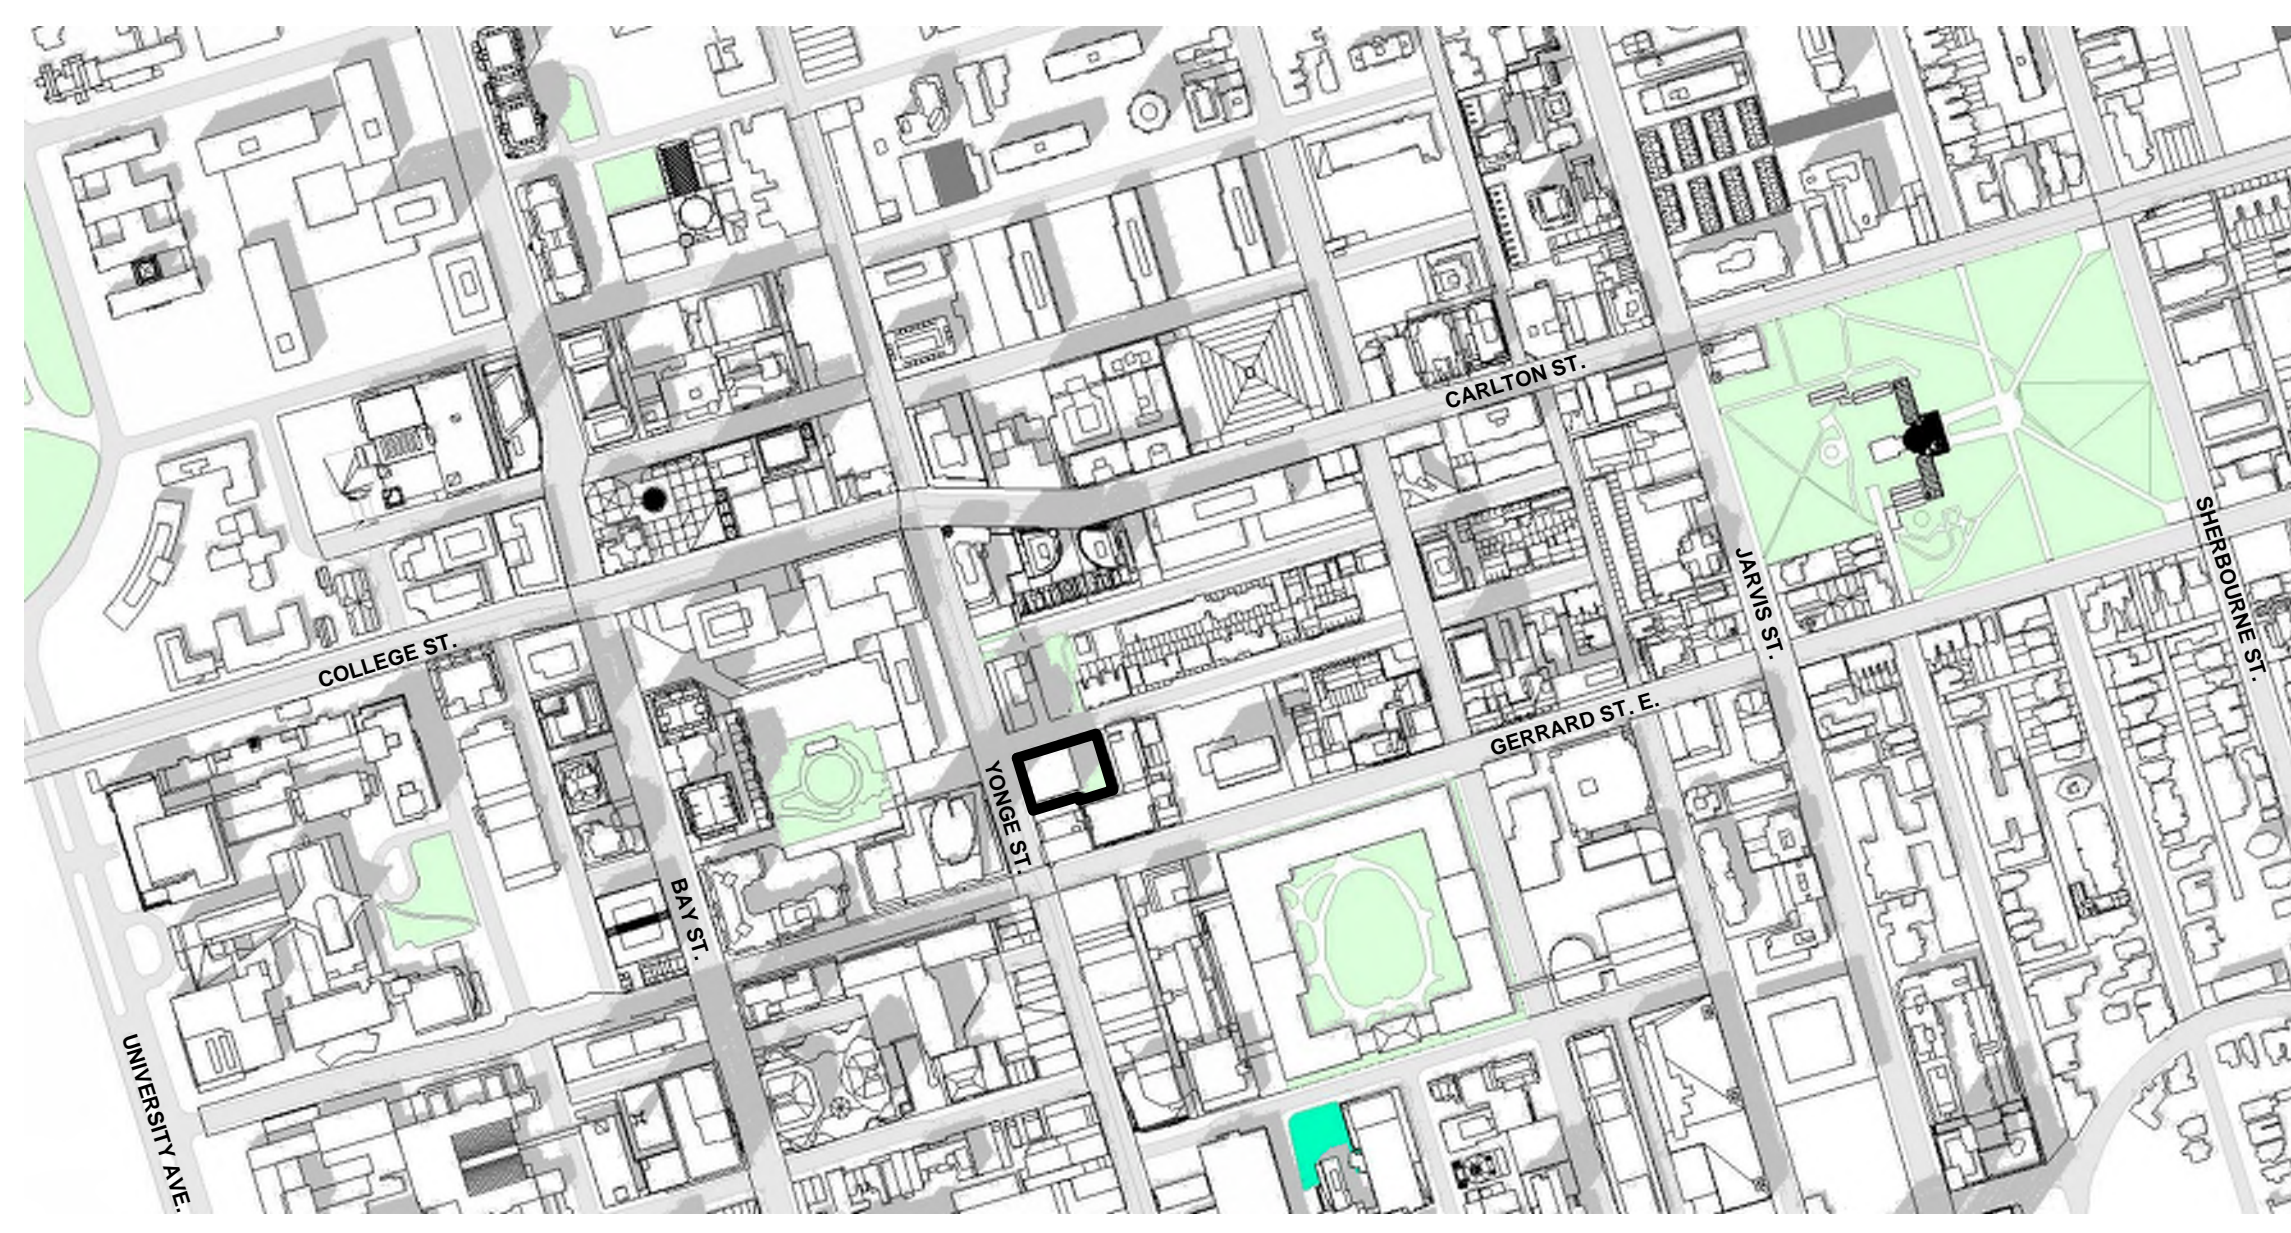 CARLTON ST.
SHERBOURNE ST.
JARVIS ST.
COLLEGE ST.
GERRARD ST. E.
YONGE ST.
BAY ST.
UNIVERSITY AVE.